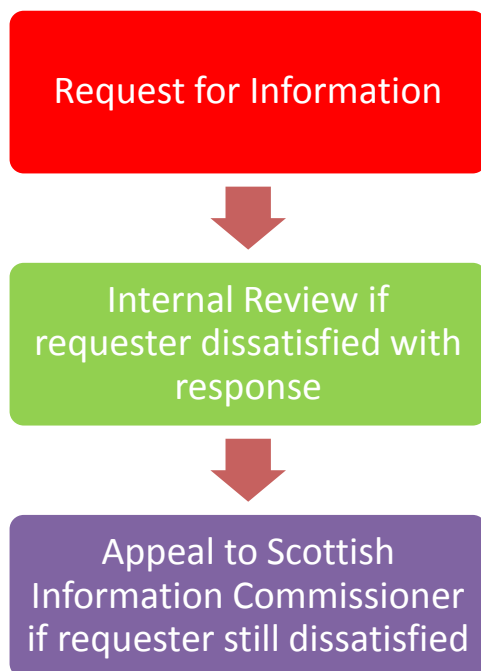 Request for Information
Internal Review if
requester dissatisfied with
response
Appeal to Scottish
Information Commissioner
if requester still dissatisfied